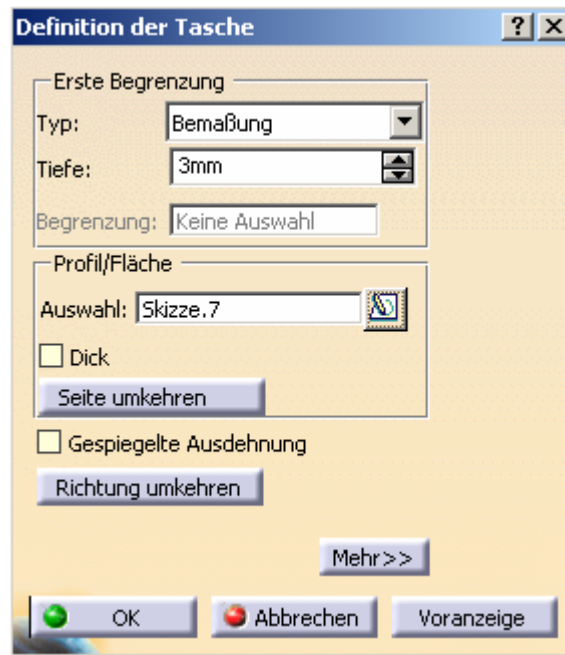 Definition der Tasche ? X
Erste Begrenzung
Typ: Bemaßung
Tiefe: 3mm
Begrenzung: Keine Auswahl
Profil/Fläche
Auswahl: Skizze.7
Dick
Seite umkehren
Gespiegelte Ausdehnung
Richtung umkehren
Mehr>>
OK Abbrechen Voranzeige